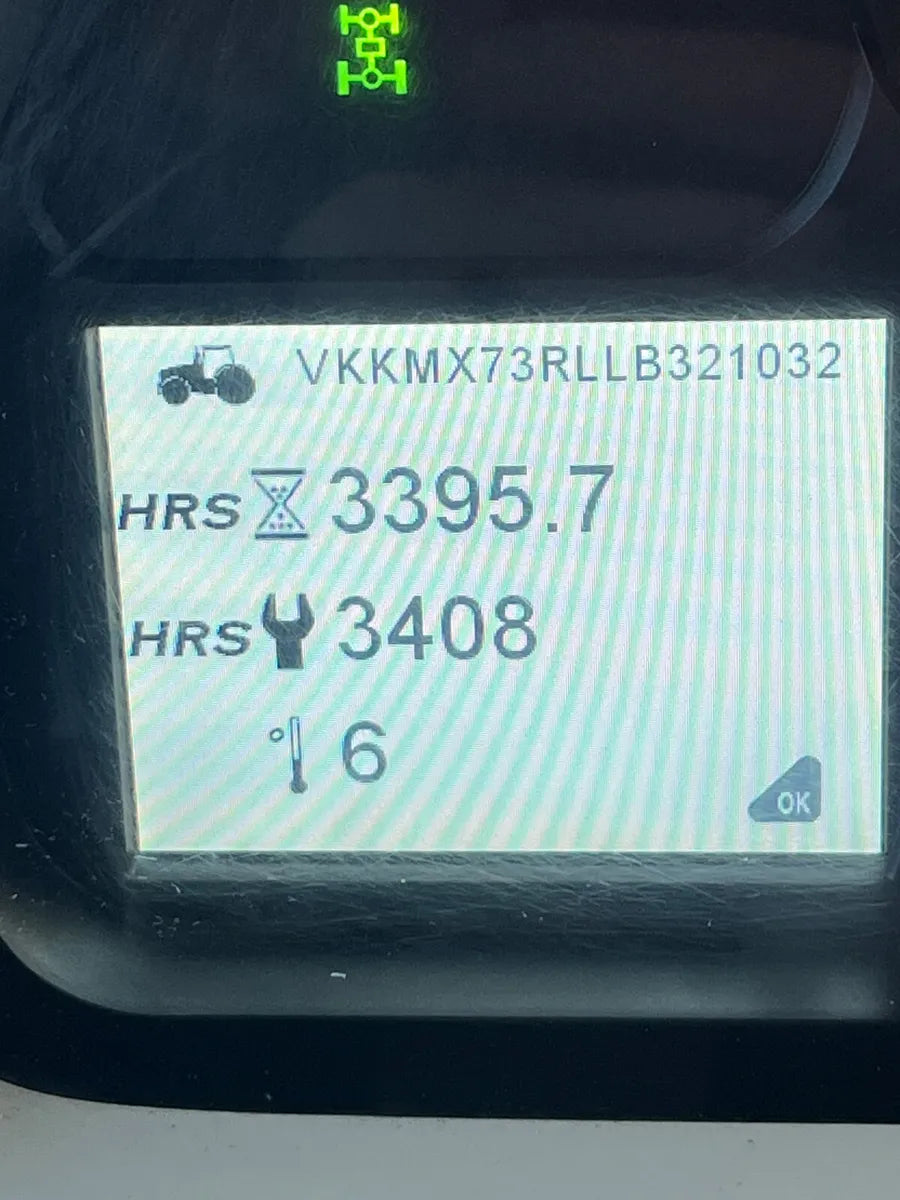 VKKMX73RLLB321032
HRS 3395.7
HRS 3408
° 6
OK